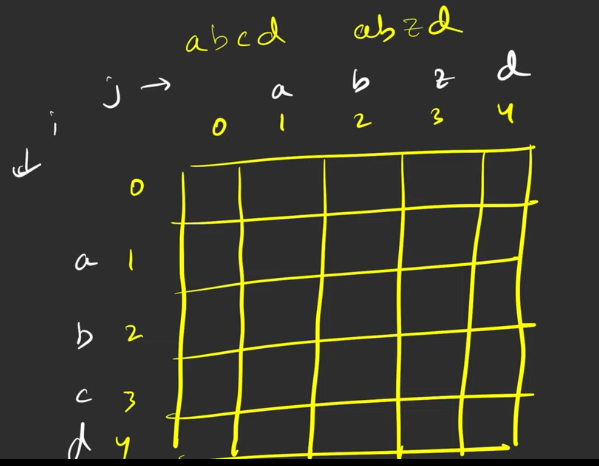 abcd abzd
j → a b z d
0 1 2 3 4
i
0
a 1
b 2
c 3
d 4